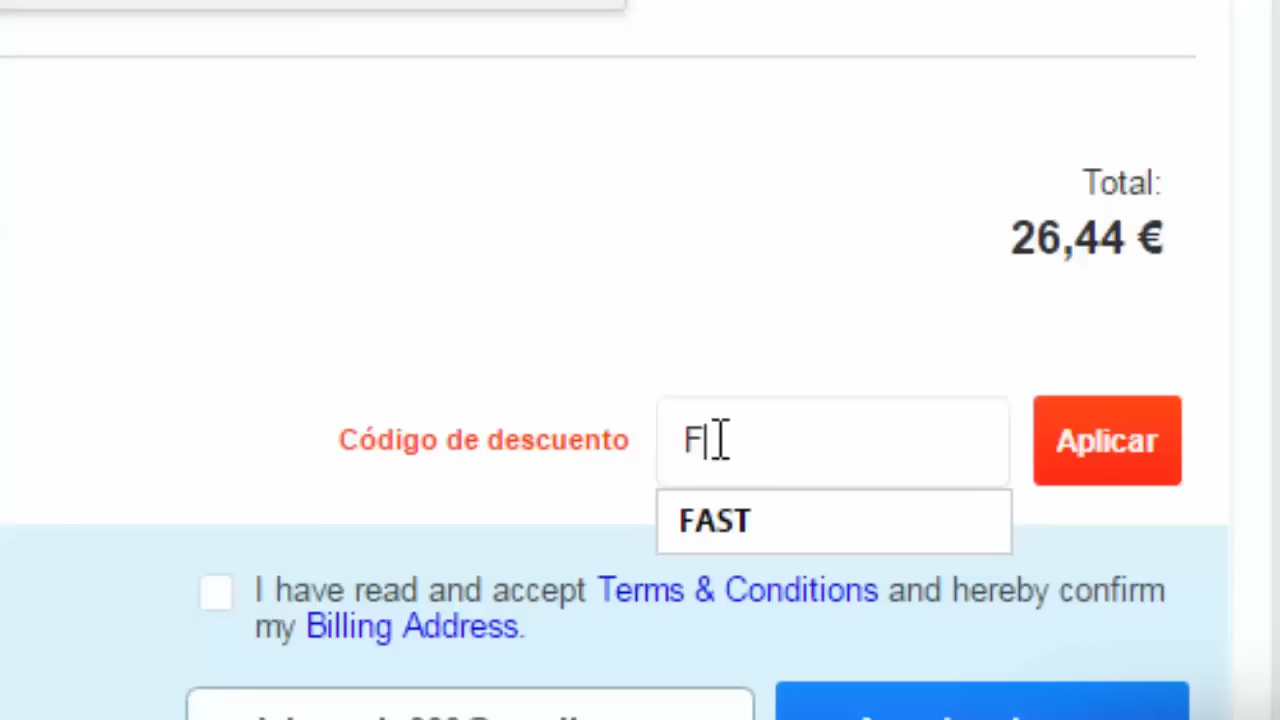 Total:
26,44 €
Código de descuento
F
Aplicar
FAST
I have read and accept Terms & Conditions and hereby confirm
my Billing Address.